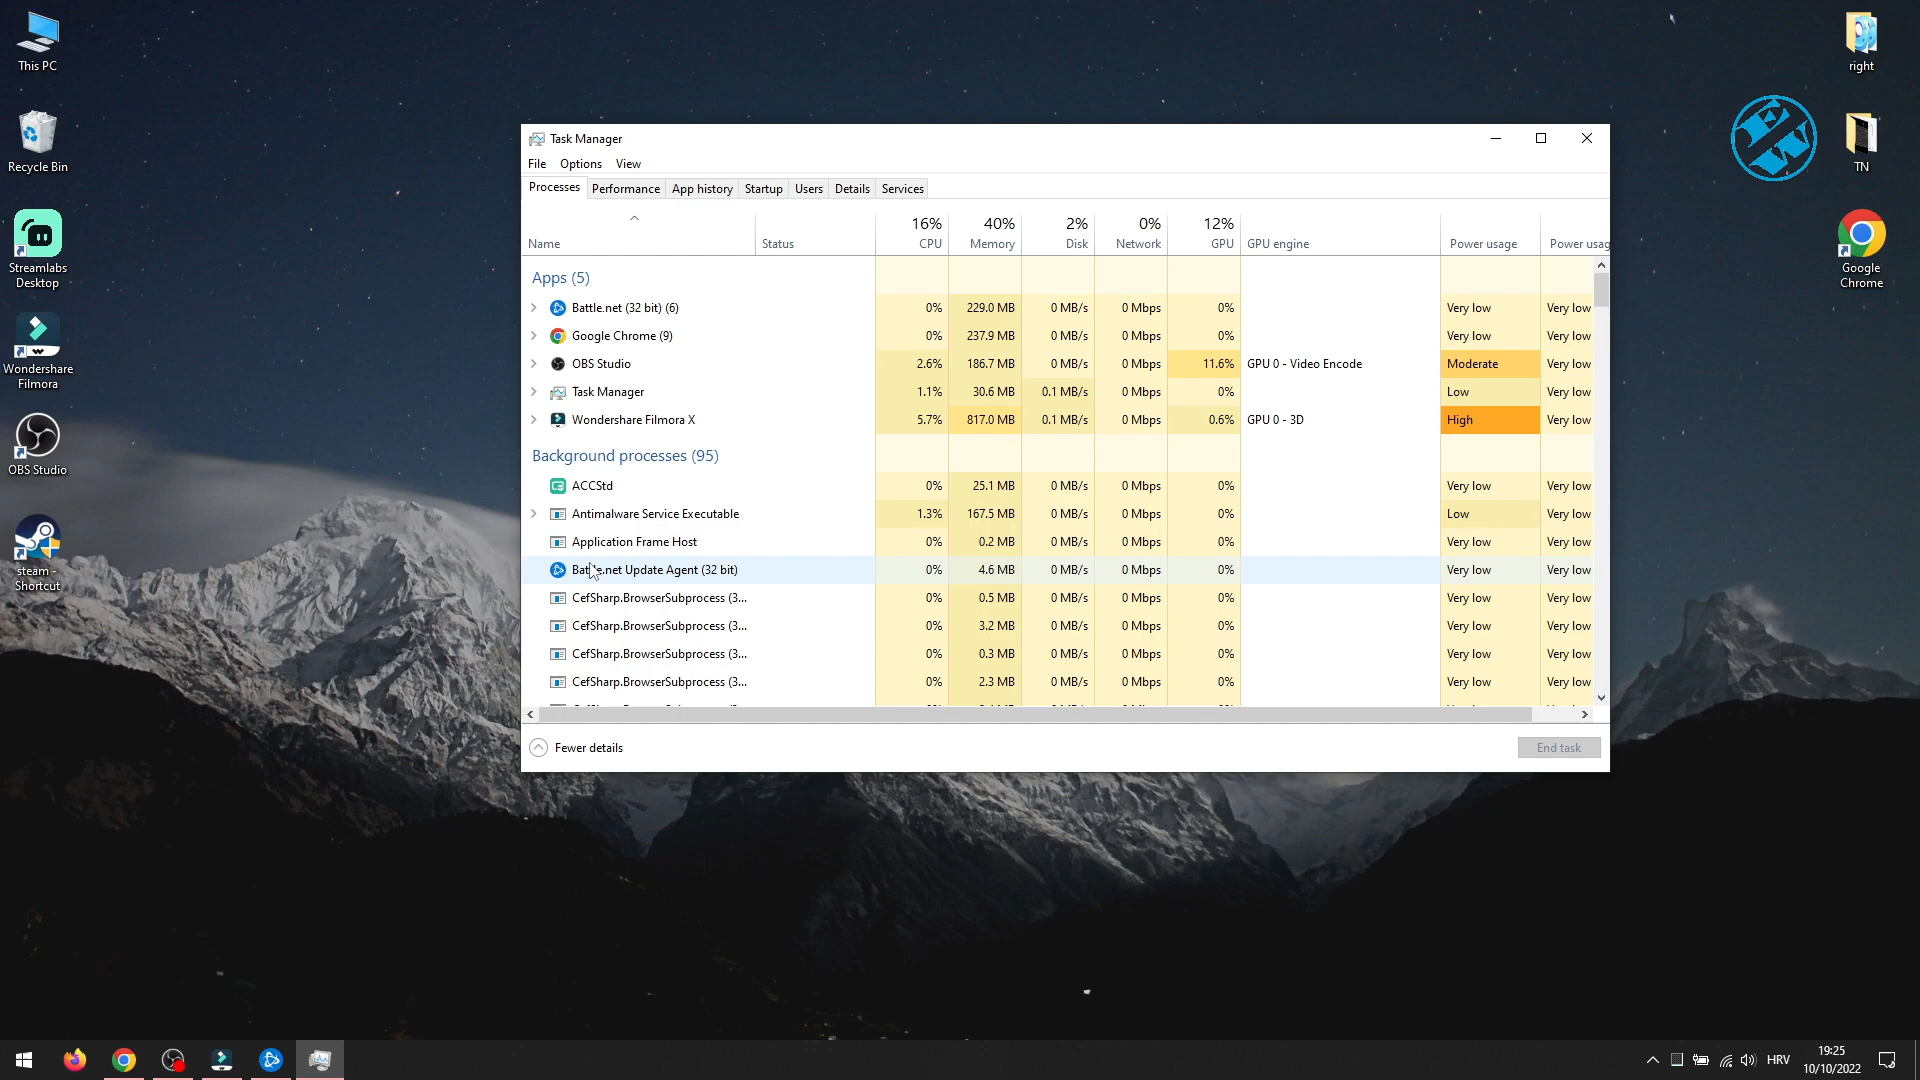 This PC
Recycle Bin
Streamlabs
Desktop
Wondershare
Filmora
OBS Studio
steam -
Shortcut
right
TN
Google
Chrome
Task Manager
File Options View
Processes Performance App history Startup Users Details Services
16% 40% 2% 0% 12%
Name Status CPU Memory Disk Network GPU GPU engine Power usage Power usag
Apps (5)
Battle.net (32 bit) (6) 0% 229.0 MB 0 MB/s 0 Mbps 0% Very low Very low
Google Chrome (9) 0% 237.9 MB 0 MB/s 0 Mbps 0% Very low Very low
OBS Studio 2.6% 186.7 MB 0 MB/s 0 Mbps 11.6% GPU 0 - Video Encode Moderate Very low
Task Manager 1.1% 30.6 MB 0.1 MB/s 0 Mbps 0% Low Very low
Wondershare Filmora X 5.7% 817.0 MB 0.1 MB/s 0 Mbps 0.6% GPU 0 - 3D High Very low
Background processes (95)
ACCStd 0% 25.1 MB 0 MB/s 0 Mbps 0% Very low Very low
Antimalware Service Executable 1.3% 167.5 MB 0 MB/s 0 Mbps 0% Low Very low
Application Frame Host 0% 0.2 MB 0 MB/s 0 Mbps 0% Very low Very low
Battle.net Update Agent (32 bit) 0% 4.6 MB 0 MB/s 0 Mbps 0% Very low Very low
CefSharp.BrowserSubprocess (3... 0% 0.5 MB 0 MB/s 0 Mbps 0% Very low Very low
CefSharp.BrowserSubprocess (3... 0% 3.2 MB 0 MB/s 0 Mbps 0% Very low Very low
CefSharp.BrowserSubprocess (3... 0% 0.3 MB 0 MB/s 0 Mbps 0% Very low Very low
CefSharp.BrowserSubprocess (3... 0% 2.3 MB 0 MB/s 0 Mbps 0% Very low Very low
Fewer details End task
HRV
19:25
10/10/2022